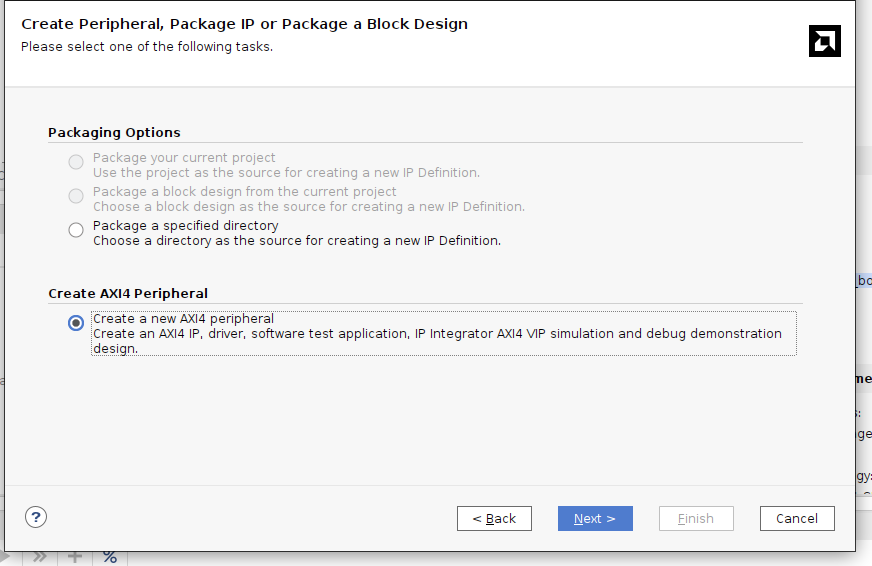 Create Peripheral, Package IP or Package a Block Design
Please select one of the following tasks.
Packaging Options
Package your current project
Use the project as the source for creating a new IP Definition.
Package a block design from the current project
Choose a block design as the source for creating a new IP Definition.
Package a specified directory
Choose a directory as the source for creating a new IP Definition.
Create AXI4 Peripheral
Create a new AXI4 peripheral
Create an AXI4 IP, driver, software test application, IP Integrator AXI4 VIP simulation and debug demonstration
design.
?
< Back
Next >
Finish
Cancel
%